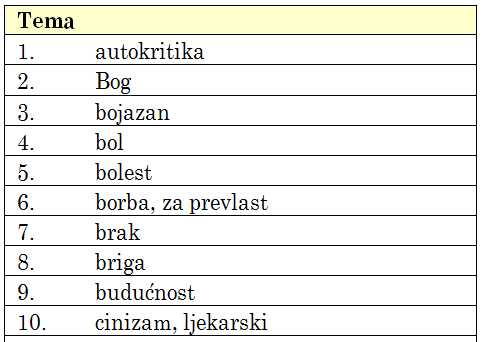 Tema
1. autokritika
2. Bog
3. bojazan
4. bol
5. bolest
6. borba, za prevlast
7. brak
8. briga
9. budućnost
10. cinizam, ljekarski